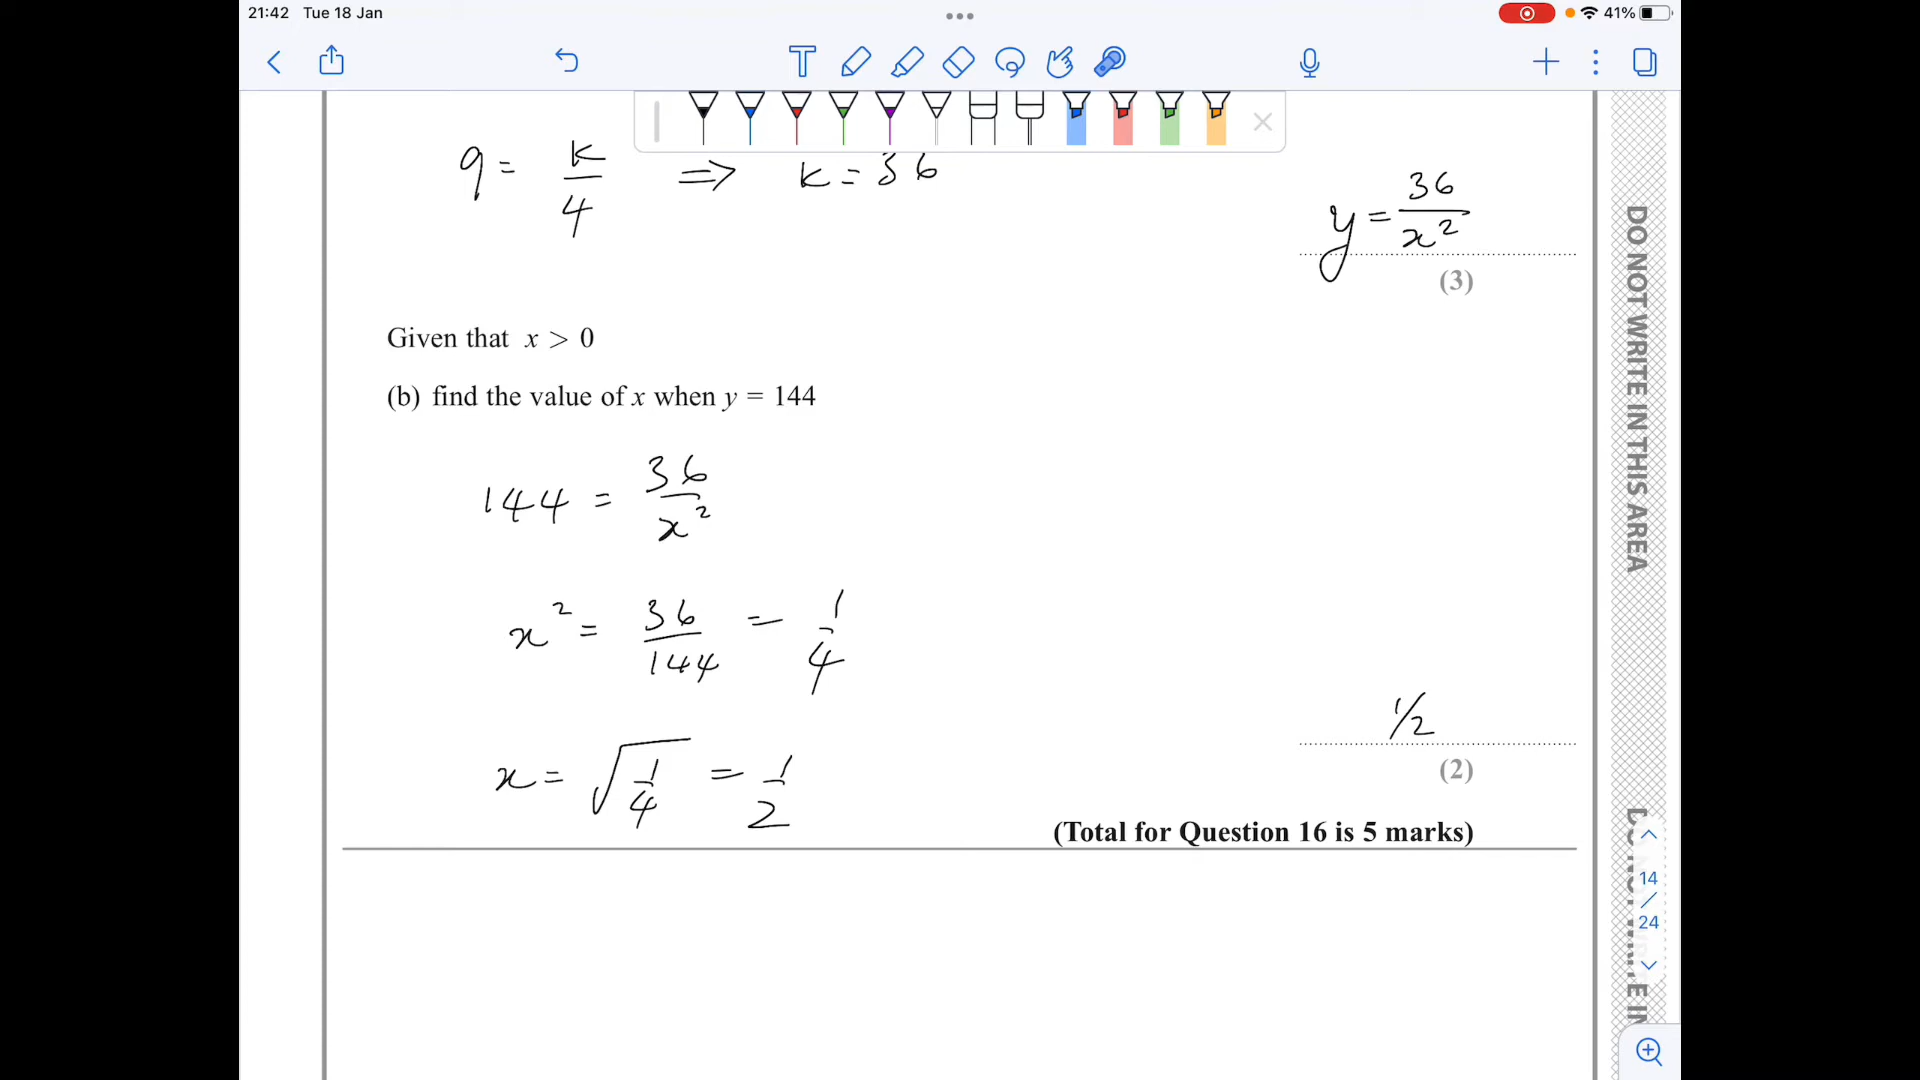 21:42 Tue 18 Jan
41%
T
9 = k/4 ⇒ k = 36
y = 36/x²
(3)
Given that x > 0
(b) find the value of x when y = 144
144 = 36/x²
x² = 36/144 = 1/4
x = √1/4 = 1/2
1/2
(2)
(Total for Question 16 is 5 marks)
DO NOT WRITE IN THIS AREA
14
/
24